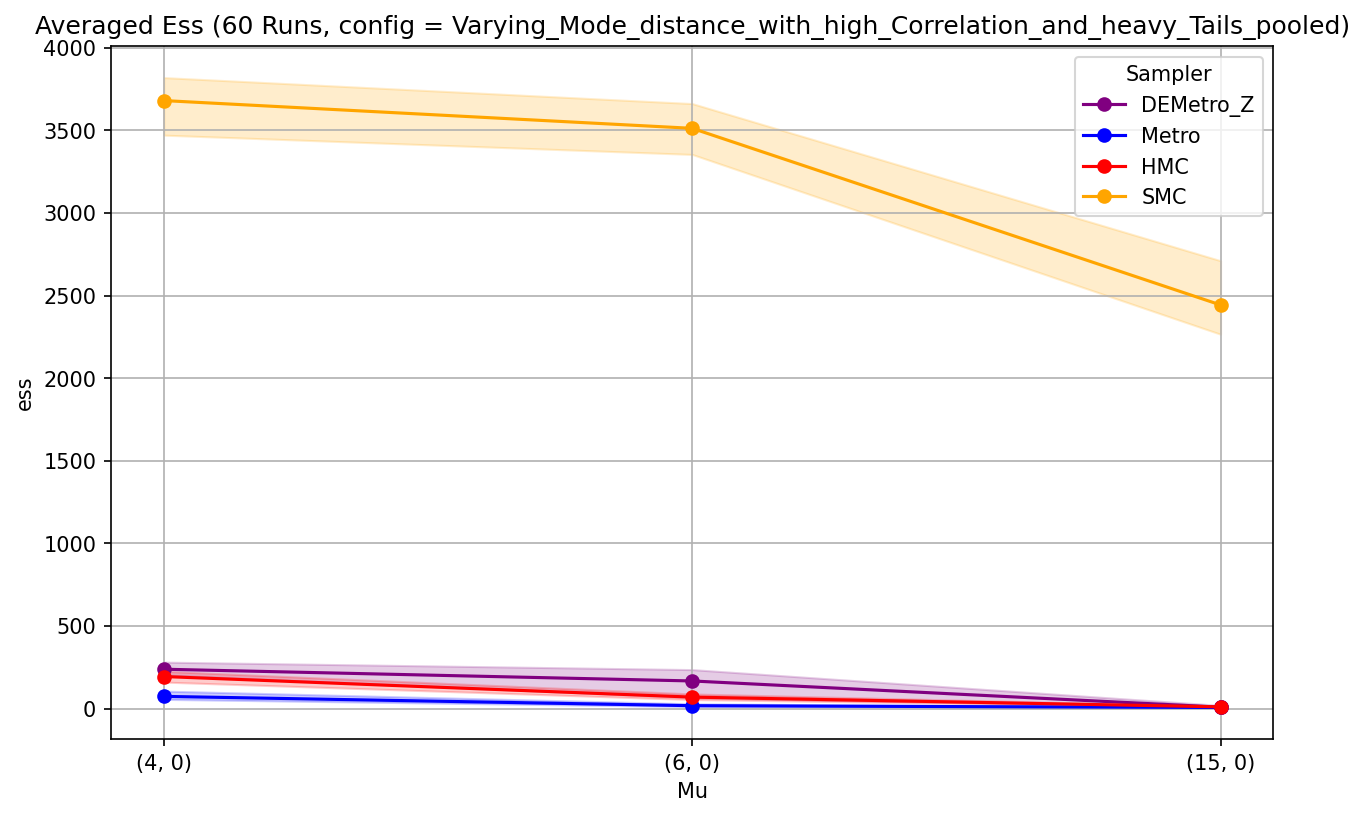 Averaged Ess (60 Runs, config = Varying_Mode_distance_with_high_Correlation_and_heavy_Tails_pooled)
4000
3500
3000
2500
2000
1500
1000
500
0
ess
Sampler
DEMetro_Z
Metro
HMC
SMC
(4, 0)
(6, 0)
(15, 0)
Mu